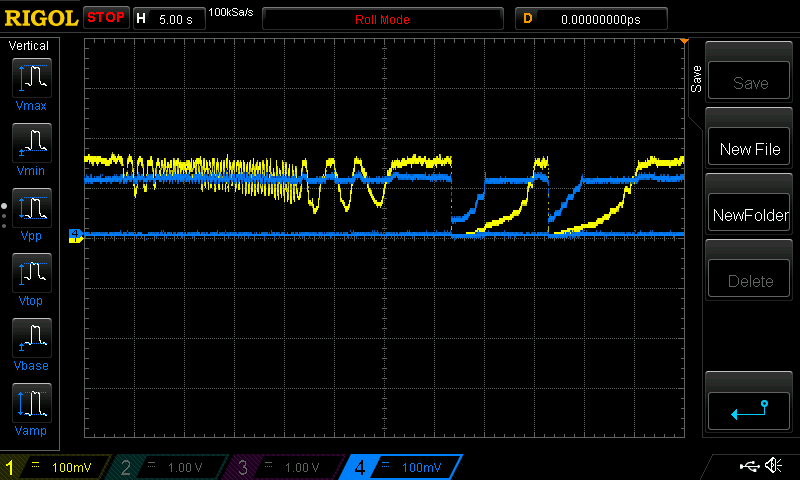 RIGOL STOP H 5.00 s 100kSa/s Roll Mode D 0.00000000ps
Vertical
Vmax
Vmin
Vpp
Vtop
Vbase
Vamp
4
Save
Save
New File
NewFolder
Delete
1 100mV 2 1.00 V 3 1.00 V 4 100mV